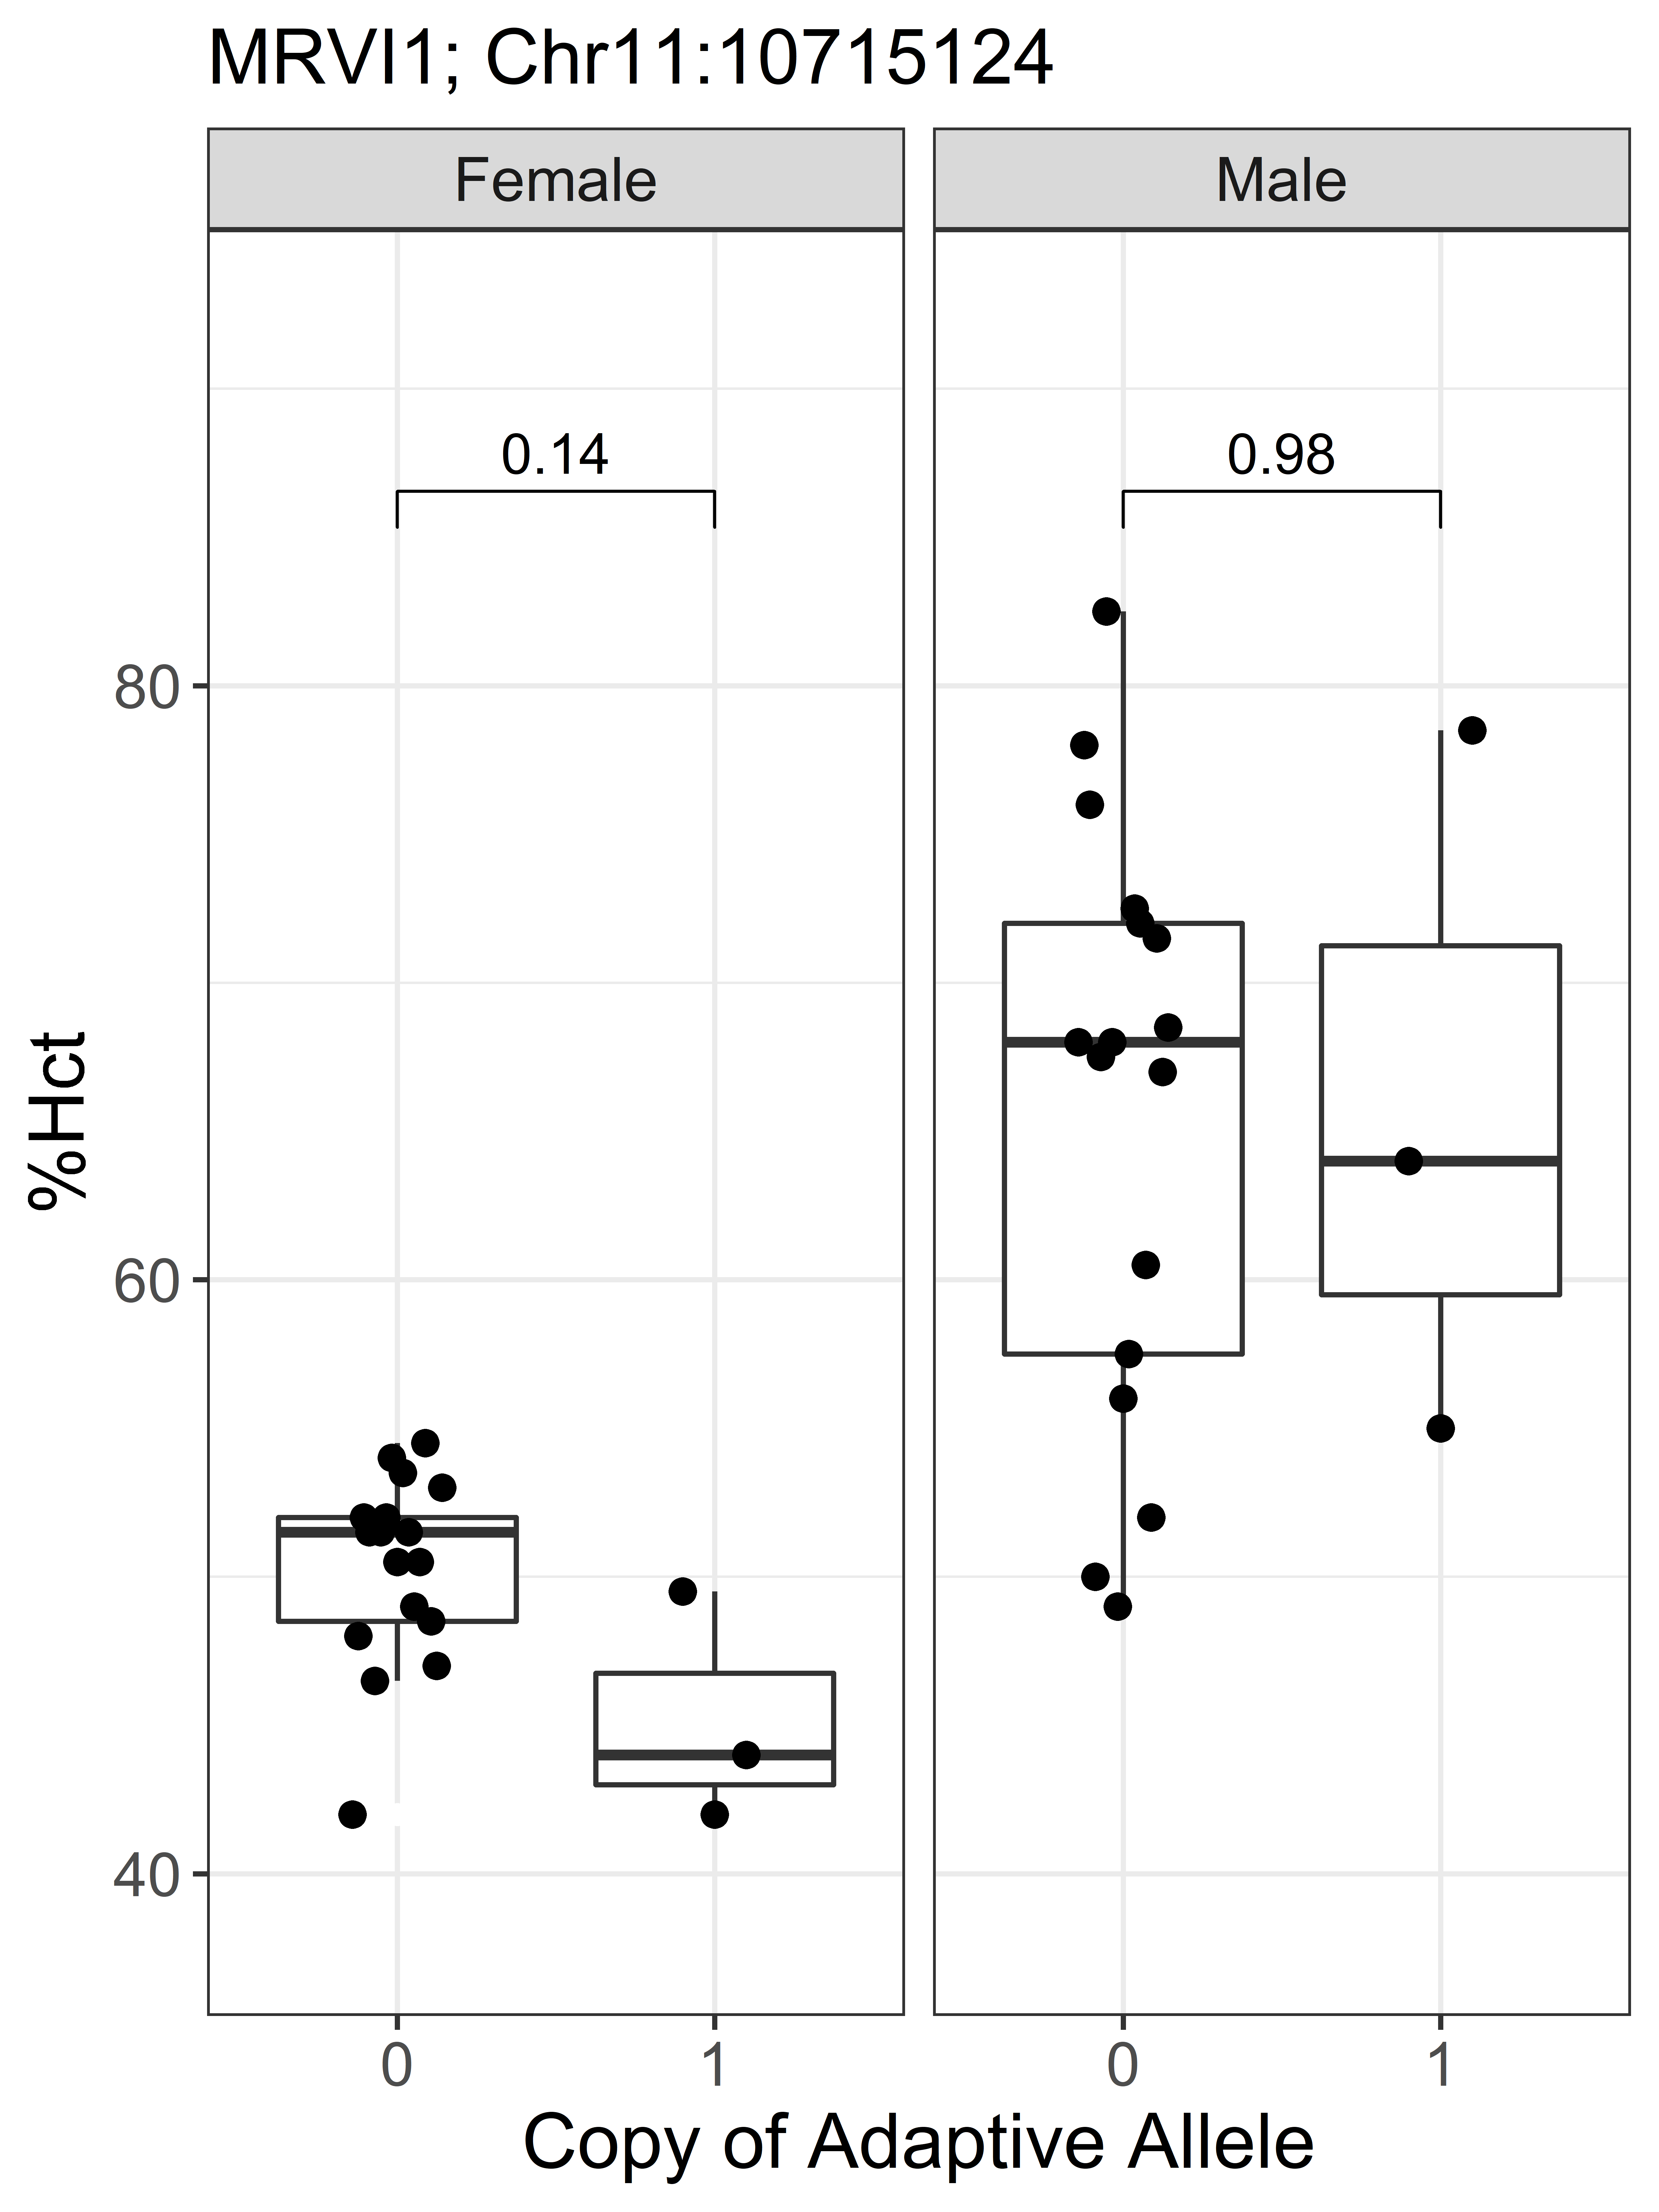 MRVI1; Chr11:10715124
Female
Male
0.14
0.98
80
60
40
%Hct
0
1
0
1
Copy of Adaptive Allele